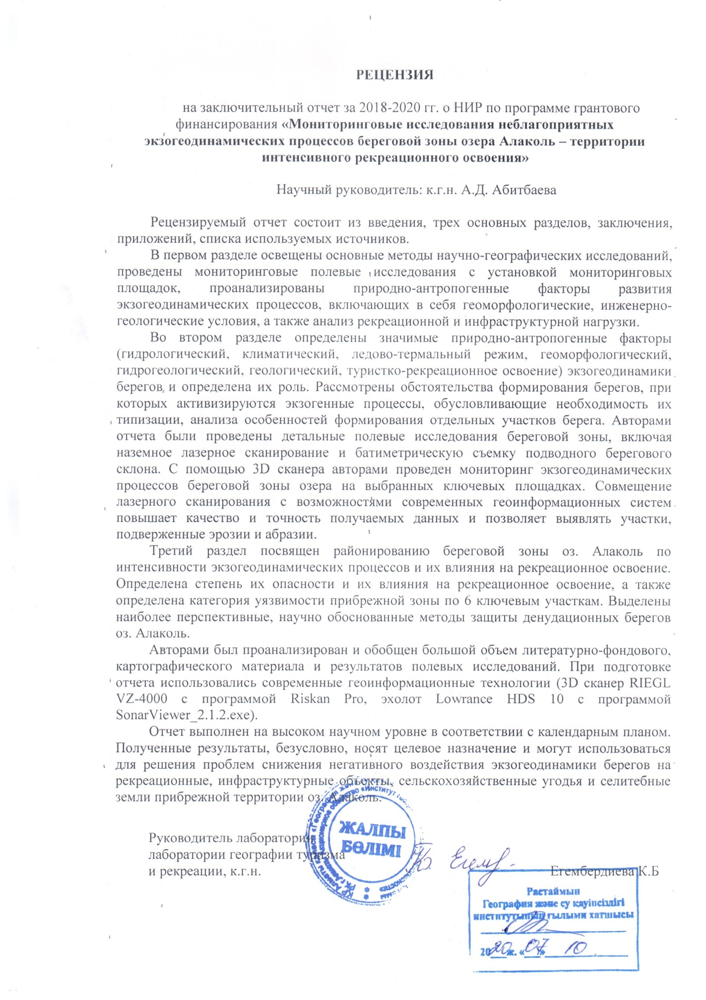 РЕЦЕНЗИЯ
на заключительный отчет за 2018-2020 гг. о НИР по программе грантового
финансирования «Мониторинговые исследования неблагоприятных
экзогеодинамических процессов береговой зоны озера Алаколь – территории
интенсивного рекреационного освоения»
Научный руководитель: к.г.н. А.Д. Абитбаева
Рецензируемый отчет состоит из введения, трех основных разделов, заключения,
приложений, списка используемых источников.
В первом разделе освещены основные методы научно-географических исследований,
проведены мониторинговые полевые исследования с установкой мониторинговых
площадок, проанализированы природно-антропогенные факторы развития
экзогеодинамических процессов, включающих в себя геоморфологические, инженерно-
геологические условия, а также анализ рекреационной и инфраструктурной нагрузки.
Во втором разделе определены значимые природно-антропогенные факторы
(гидрологический, климатический, ледово-термальный режим, геоморфологический,
гидрогеологический, геологический, туристко-рекреационное освоение) экзогеодинамики
берегов и определена их роль. Рассмотрены обстоятельства формирования берегов, при
которых активизируются экзогенные процессы, обусловливающие необходимость их
типизации, анализа особенностей формирования отдельных участков берега. Авторами
отчета были проведены детальные полевые исследования береговой зоны, включая
наземное лазерное сканирование и батиметрическую съемку подводного берегового
склона. С помощью 3D сканера авторами проведен мониторинг экзогеодинамических
процессов береговой зоны озера на выбранных ключевых площадках. Совмещение
лазерного сканирования с возможностями современных геоинформационных систем
повышает качество и точность получаемых данных и позволяет выявлять участки,
подверженные эрозии и абразии.
Третий раздел посвящен районированию береговой зоны оз. Алаколь по
интенсивности экзогеодинамических процессов и их влияния на рекреационное освоение.
Определена степень их опасности и их влияния на рекреационное освоение, а также
определена категория уязвимости прибрежной зоны по 6 ключевым участкам. Выделены
наиболее перспективные, научно обоснованные методы защиты денудационных берегов
оз. Алаколь.
Авторами был проанализирован и обобщен большой объем литературно-фондового,
картографического материала и результатов полевых исследований. При подготовке
отчета использовались современные геоинформационные технологии (3D сканер RIEGL
VZ-4000 с программой Riskan Pro, эхолот Lowrance HDS 10 с программой
SonarViewer_2.1.2.exe).
Отчет выполнен на высоком научном уровне в соответствии с календарным планом.
Полученные результаты, безусловно, носят целевое назначение и могут использоваться
для решения проблем снижения негативного воздействия экзогеодинамики берегов на
рекреационные, инфраструктурные объекты, сельскохозяйственные угодья и селитебные
земли прибрежной территории оз. Алаколь.
ЖАЛПЫ
БӨЛІМІ
Руководитель лаборатории
лаборатории географии туризма
и рекреации, к.г.н.
Егембердиева К.Б
Растаймын
География және су қауіпсіздігі
институтының ғылыми хатшысы
2020 ж. «07» 10